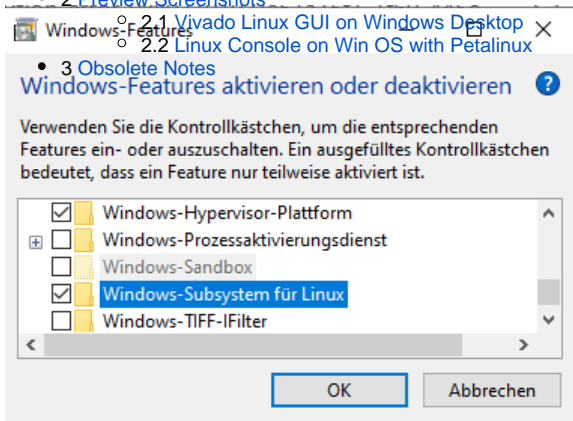 2 Preview Screenshots
2.1 Vivado Linux GUI on Windows Desktop
Windows-Features
2.2 Linux Console on Win OS with Petalinux
3 Obsolete Notes
Windows-Features aktivieren oder deaktivieren
Verwenden Sie die Kontrollkästchen, um die entsprechenden
Features ein- oder auszuschalten. Ein ausgefülltes Kontrollkästchen
bedeutet, dass ein Feature nur teilweise aktiviert ist.
Windows-Hypervisor-Plattform
Windows-Prozessaktivierungsdienst
Windows-Sandbox
Windows-Subsystem für Linux
Windows-TIFF-IFilter
OK Abbrechen